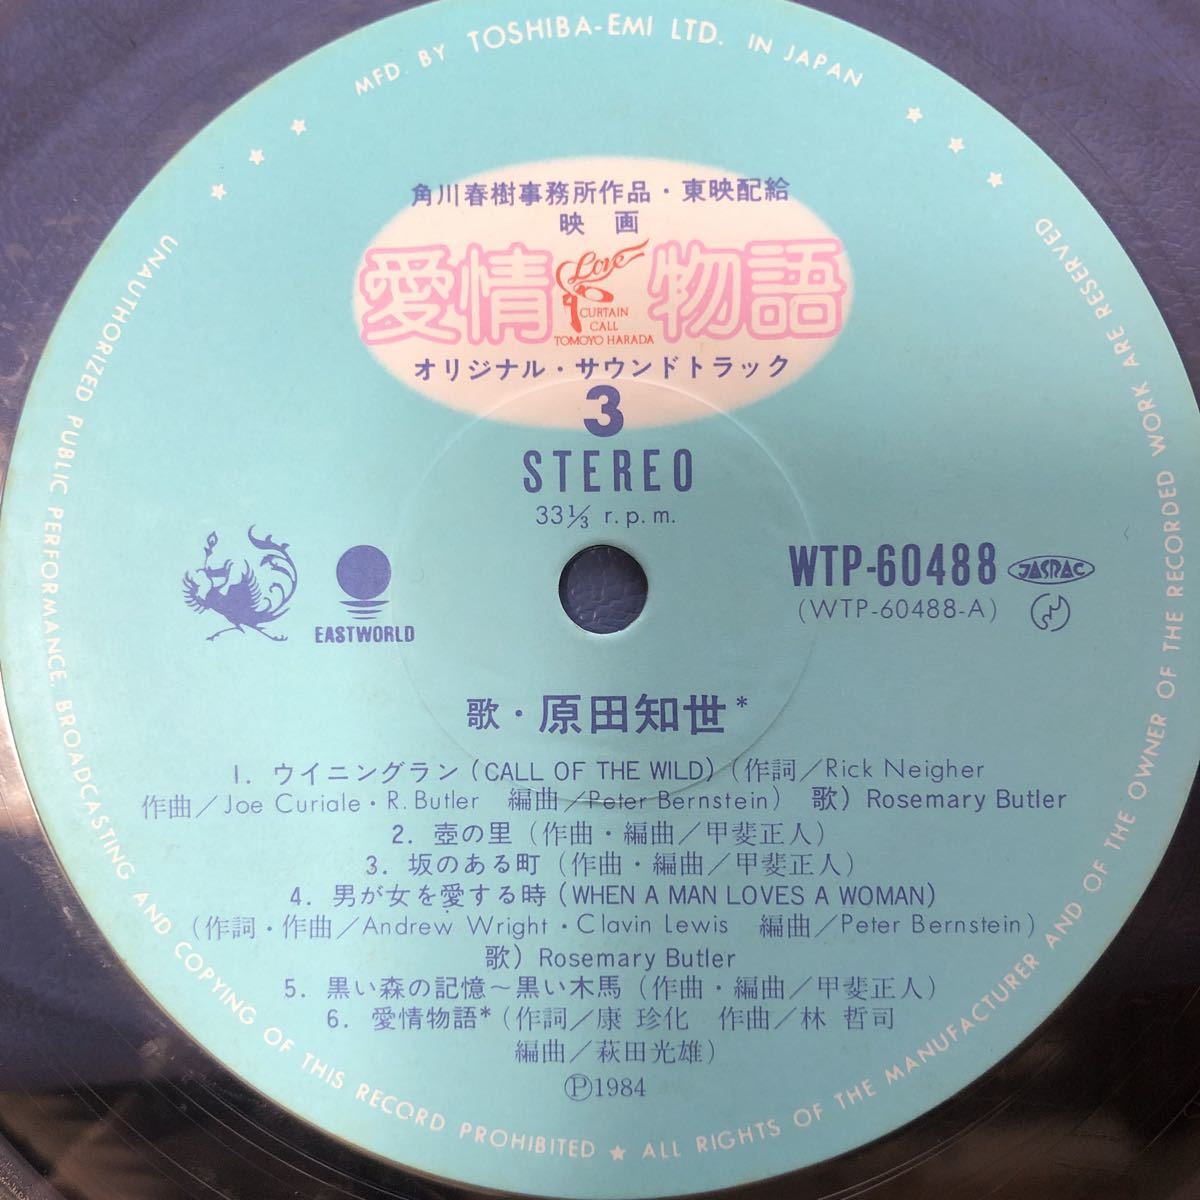 MFD. BY TOSHIBA-EMI LTD. IN JAPAN
角川春樹事務所作品・東映配給
映画
愛情物語
Love
CURTAIN
CALL
TOMOYO HARADA
オリジナル・サウンドトラック
3
STEREO
33⅓ r.p.m.
EASTWORLD
WTP-60488 JASRAC
(WTP-60488-A)
歌・原田知世*
1. ウイニングラン (CALL OF THE WILD) (作詞/Rick Neigher
作曲/Joe Curiale・R. Butler 編曲/Peter Bernstein) 歌) Rosemary Butler
2. 壺の里 (作曲・編曲/甲斐正人)
3. 坂のある町 (作曲・編曲/甲斐正人)
4. 男が女を愛する時 (WHEN A MAN LOVES A WOMAN)
(作詞・作曲/Andrew Wright・Clavin Lewis 編曲/Peter Bernstein)
歌) Rosemary Butler
5. 黒い森の記憶〜黒い木馬 (作曲・編曲/甲斐正人)
6. 愛情物語* (作詞/康 珍化 作曲/林 哲司
編曲/萩田光雄)
Ⓟ1984
UNAUTHORIZED PUBLIC PERFORMANCE, BROADCASTING AND COPYING OF THIS RECORD PROHIBITED ★ ALL RIGHTS OF THE MANUFACTURER AND OF THE OWNER OF THE RECORDED WORK ARE RESERVED